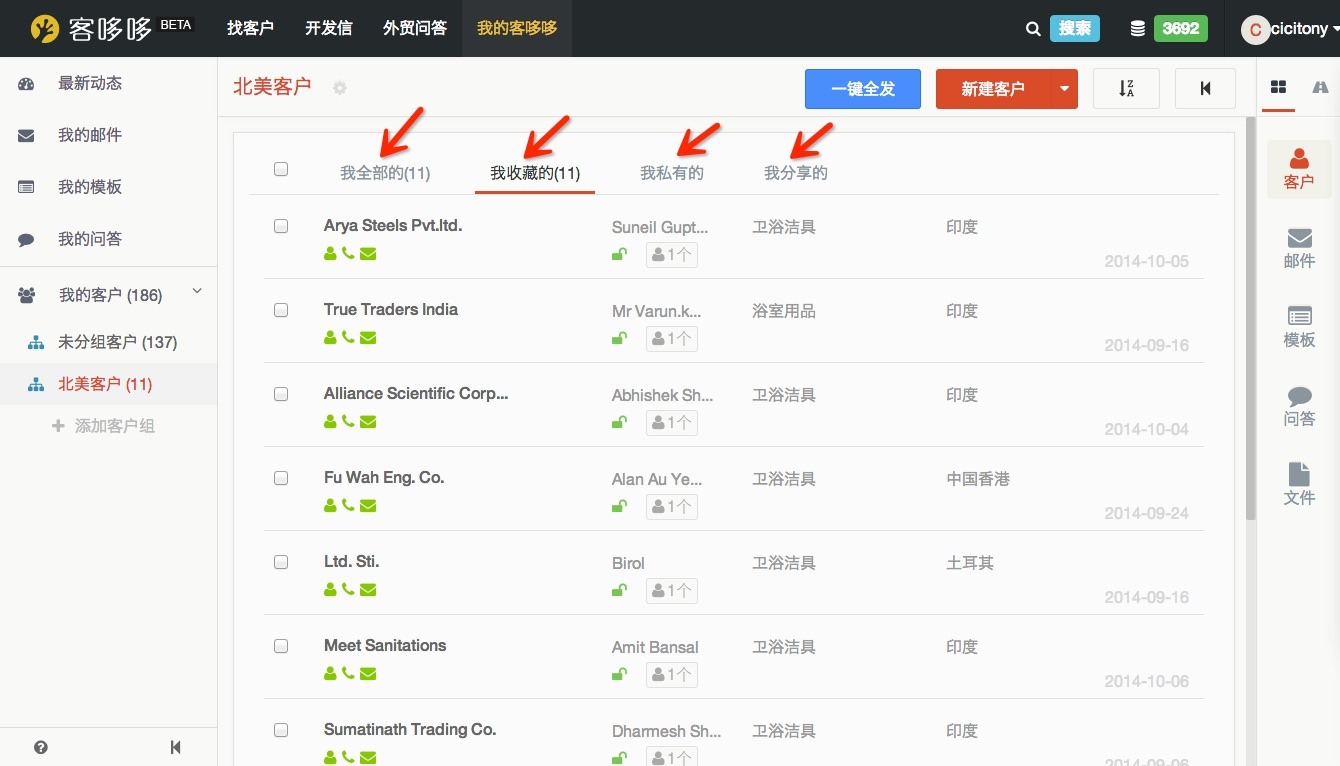 客哆哆 BETA 找客户 开发信 外贸问答 我的客哆哆 搜索 3692 C cicitony
最新动态
我的邮件
我的模板
我的问答
我的客户 (186)
未分组客户 (137)
北美客户 (11)
添加客户组
北美客户 一键全发 新建客户
我全部的(11) 我收藏的(11) 我私有的 我分享的
Arya Steels Pvt.ltd. Suneil Gupt... 卫浴洁具 印度
1个 2014-10-05
True Traders India Mr Varun.k... 浴室用品 印度
1个 2014-09-16
Alliance Scientific Corp... Abhishek Sh... 卫浴洁具 印度
1个 2014-10-04
Fu Wah Eng. Co. Alan Au Ye... 卫浴洁具 中国香港
1个 2014-09-24
Ltd. Sti. Birol 卫浴洁具 土耳其
1个 2014-09-16
Meet Sanitations Amit Bansal 卫浴洁具 印度
1个 2014-10-06
Sumatinath Trading Co. Dharmesh Sh... 卫浴洁具 印度
1个 2014-09-06
客户
邮件
模板
问答
文件